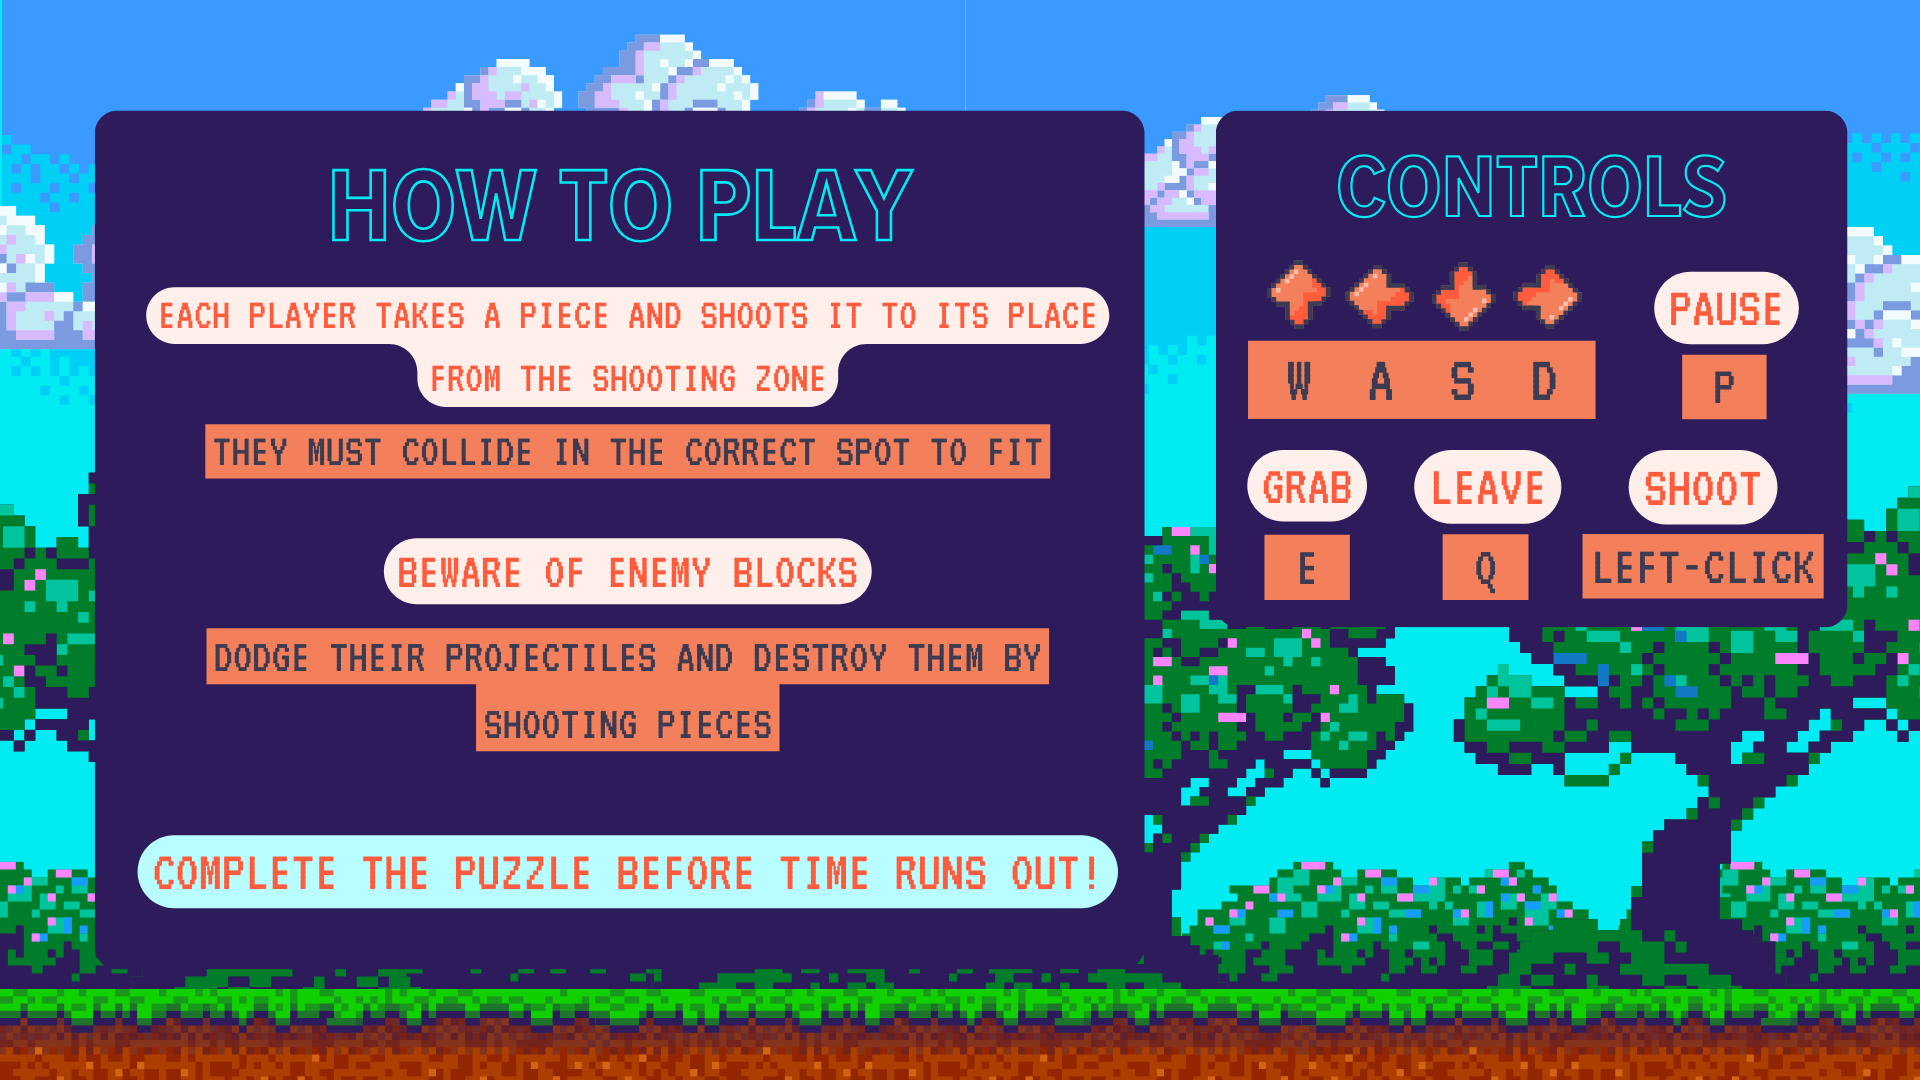 HOW TO PLAY
EACH PLAYER TAKES A PIECE AND SHOOTS IT TO ITS PLACE
FROM THE SHOOTING ZONE
THEY MUST COLLIDE IN THE CORRECT SPOT TO FIT
BEWARE OF ENEMY BLOCKS
DODGE THEIR PROJECTILES AND DESTROY THEM BY
SHOOTING PIECES
COMPLETE THE PUZZLE BEFORE TIME RUNS OUT!
CONTROLS
PAUSE
W A S D
P
GRAB LEAVE SHOOT
E Q LEFT-CLICK